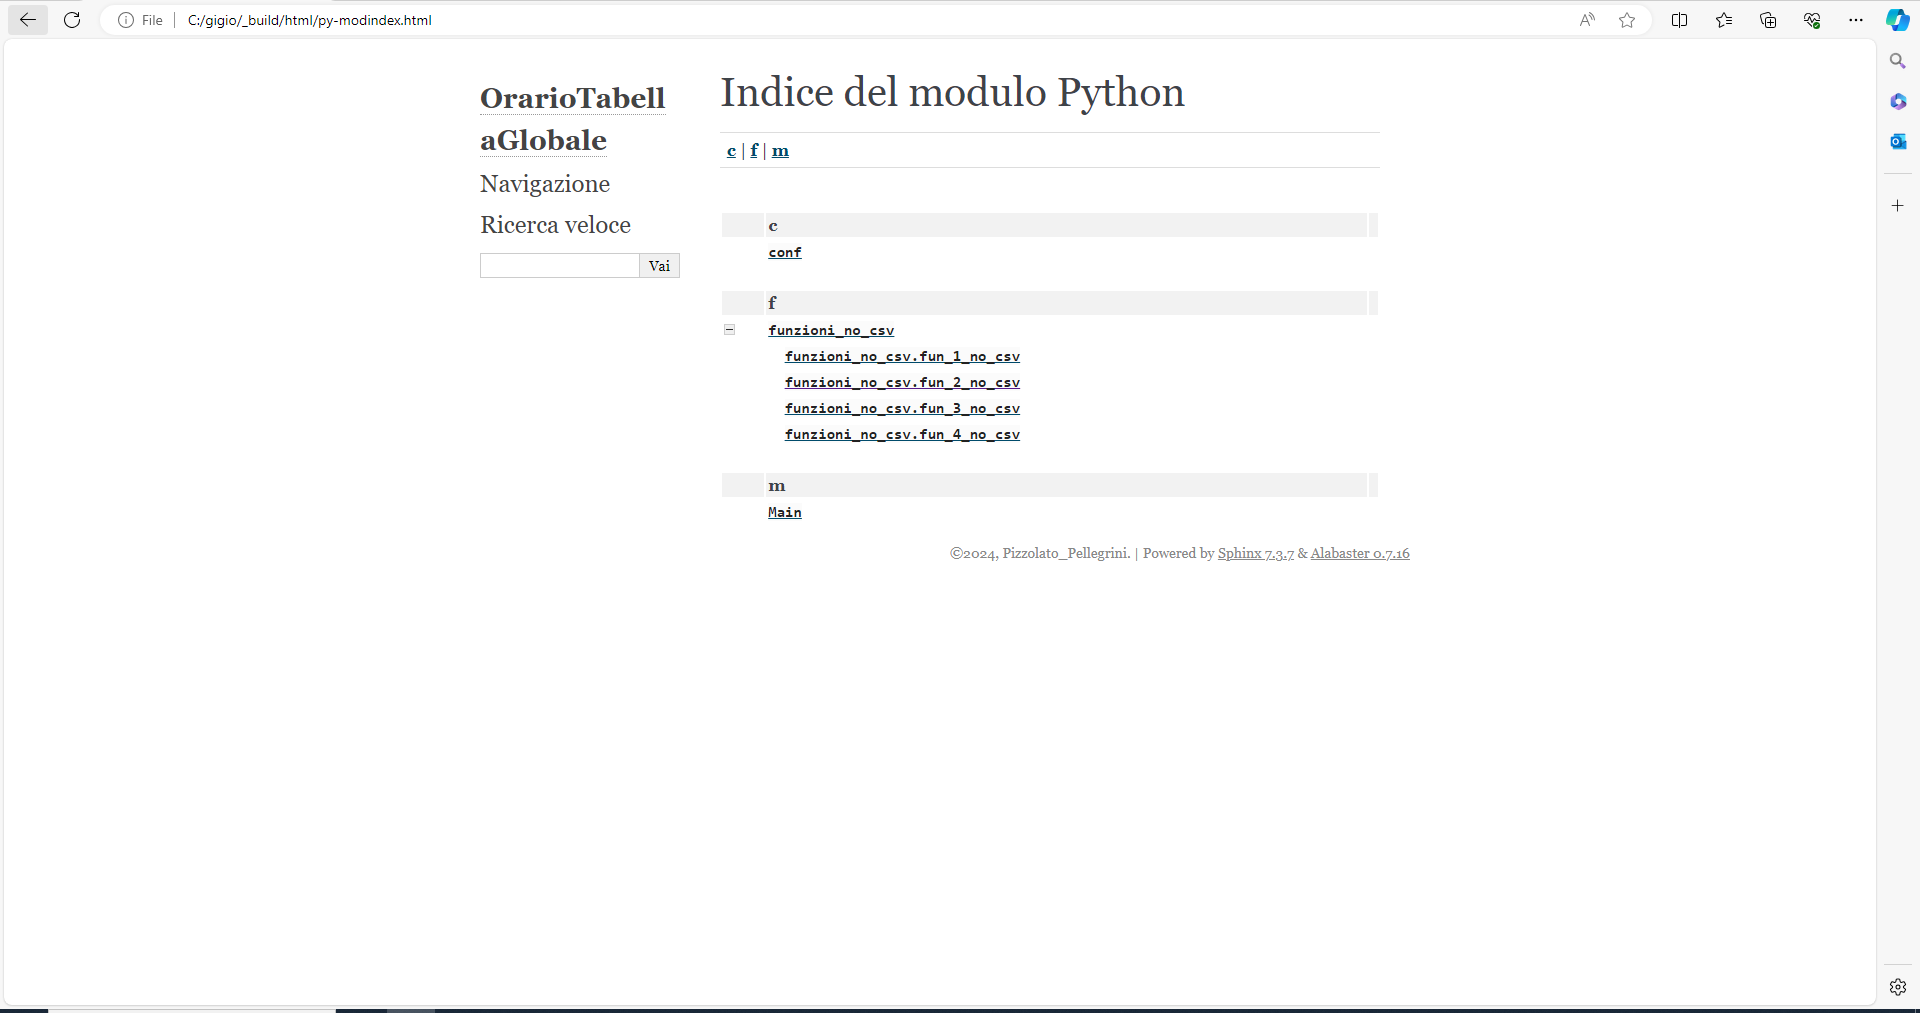 File C:/gigio/_build/html/py-modindex.html
OrarioTabell
aGlobale
Navigazione
Ricerca veloce
Vai
Indice del modulo Python
c | f | m
c
conf
f
funzioni_no_csv
funzioni_no_csv.fun_1_no_csv
funzioni_no_csv.fun_2_no_csv
funzioni_no_csv.fun_3_no_csv
funzioni_no_csv.fun_4_no_csv
m
Main
©2024, Pizzolato_Pellegrini. | Powered by Sphinx 7.3.7 & Alabaster 0.7.16